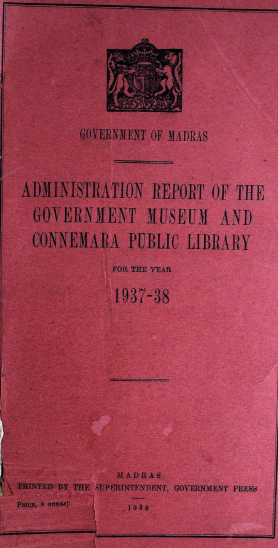 GOVERNMENT OF MADRAS
ADMINISTRATION REPORT OF THE
GOVERNMENT MUSEUM AND
CONNEMARA PUBLIC LIBRARY
FOR THE YEAR
1937-38
MADRAS
PRINTED BY THE SUPERINTENDENT, GOVERNMENT PRESS
PRICE, 8 annas]
1938